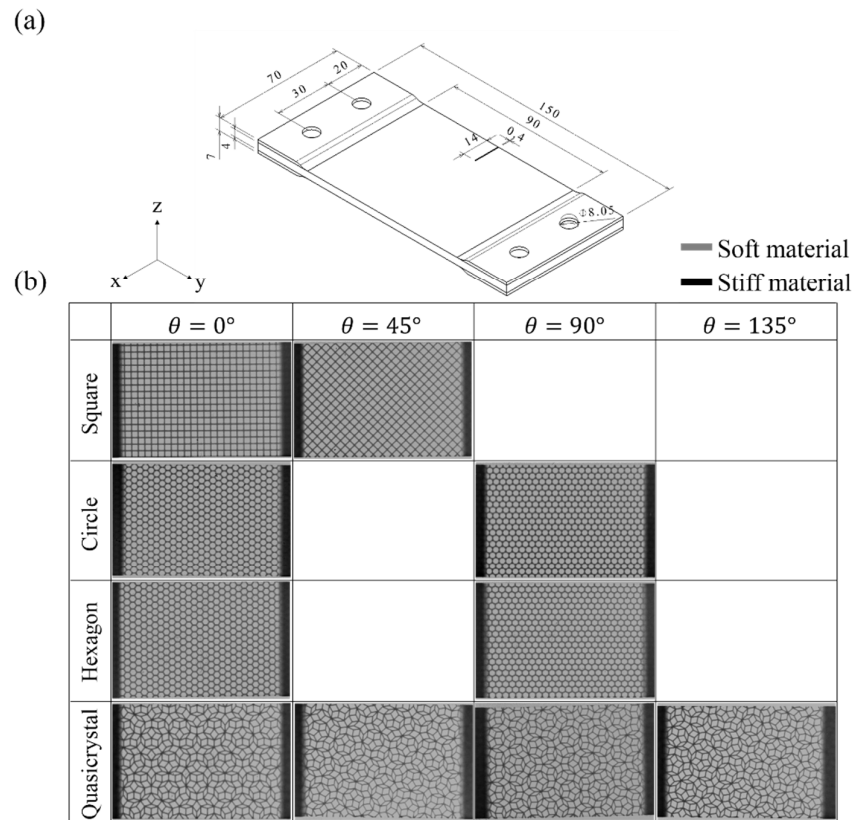 (a)
70
20
30
150
90
0,4
14
7
4
Φ8.05
z
x
y
Soft material
Stiff material
(b)
θ = 0° θ = 45° θ = 90° θ = 135°
Square
Circle
Hexagon
Quasicrystal